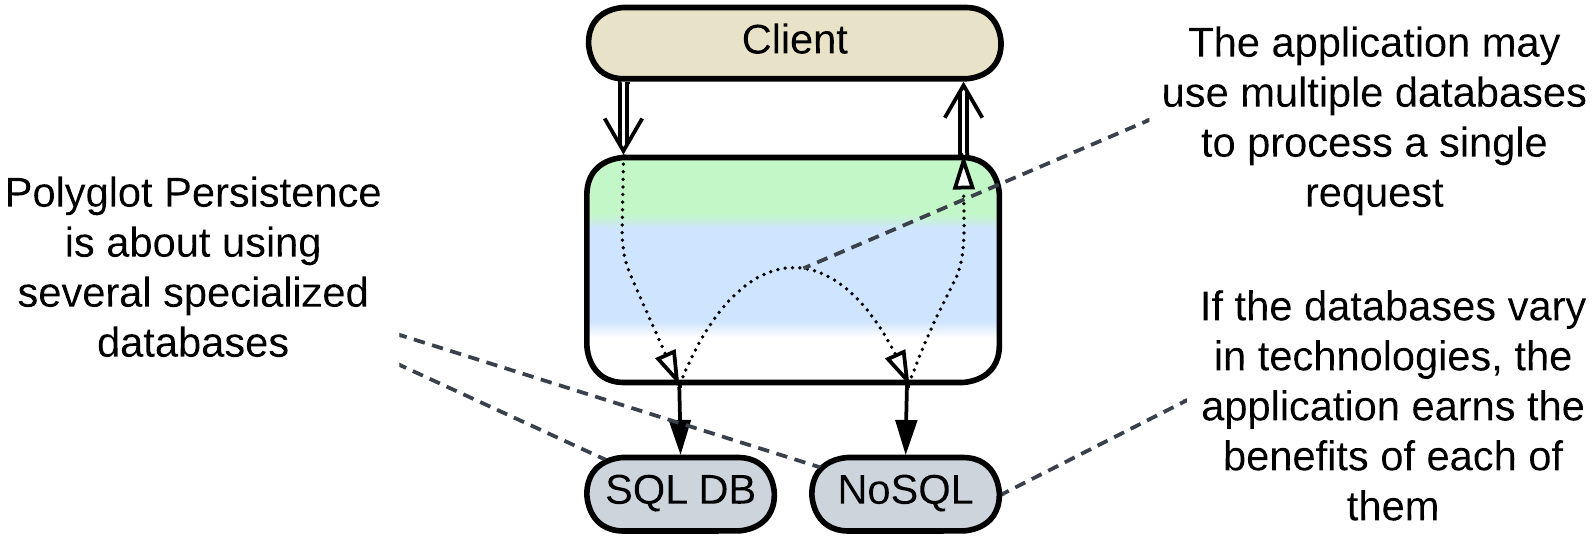 Client
The application may
use multiple databases
to process a single
request
Polyglot Persistence
is about using
several specialized
databases
If the databases vary
in technologies, the
application earns the
benefits of each of
them
SQL DB
NoSQL